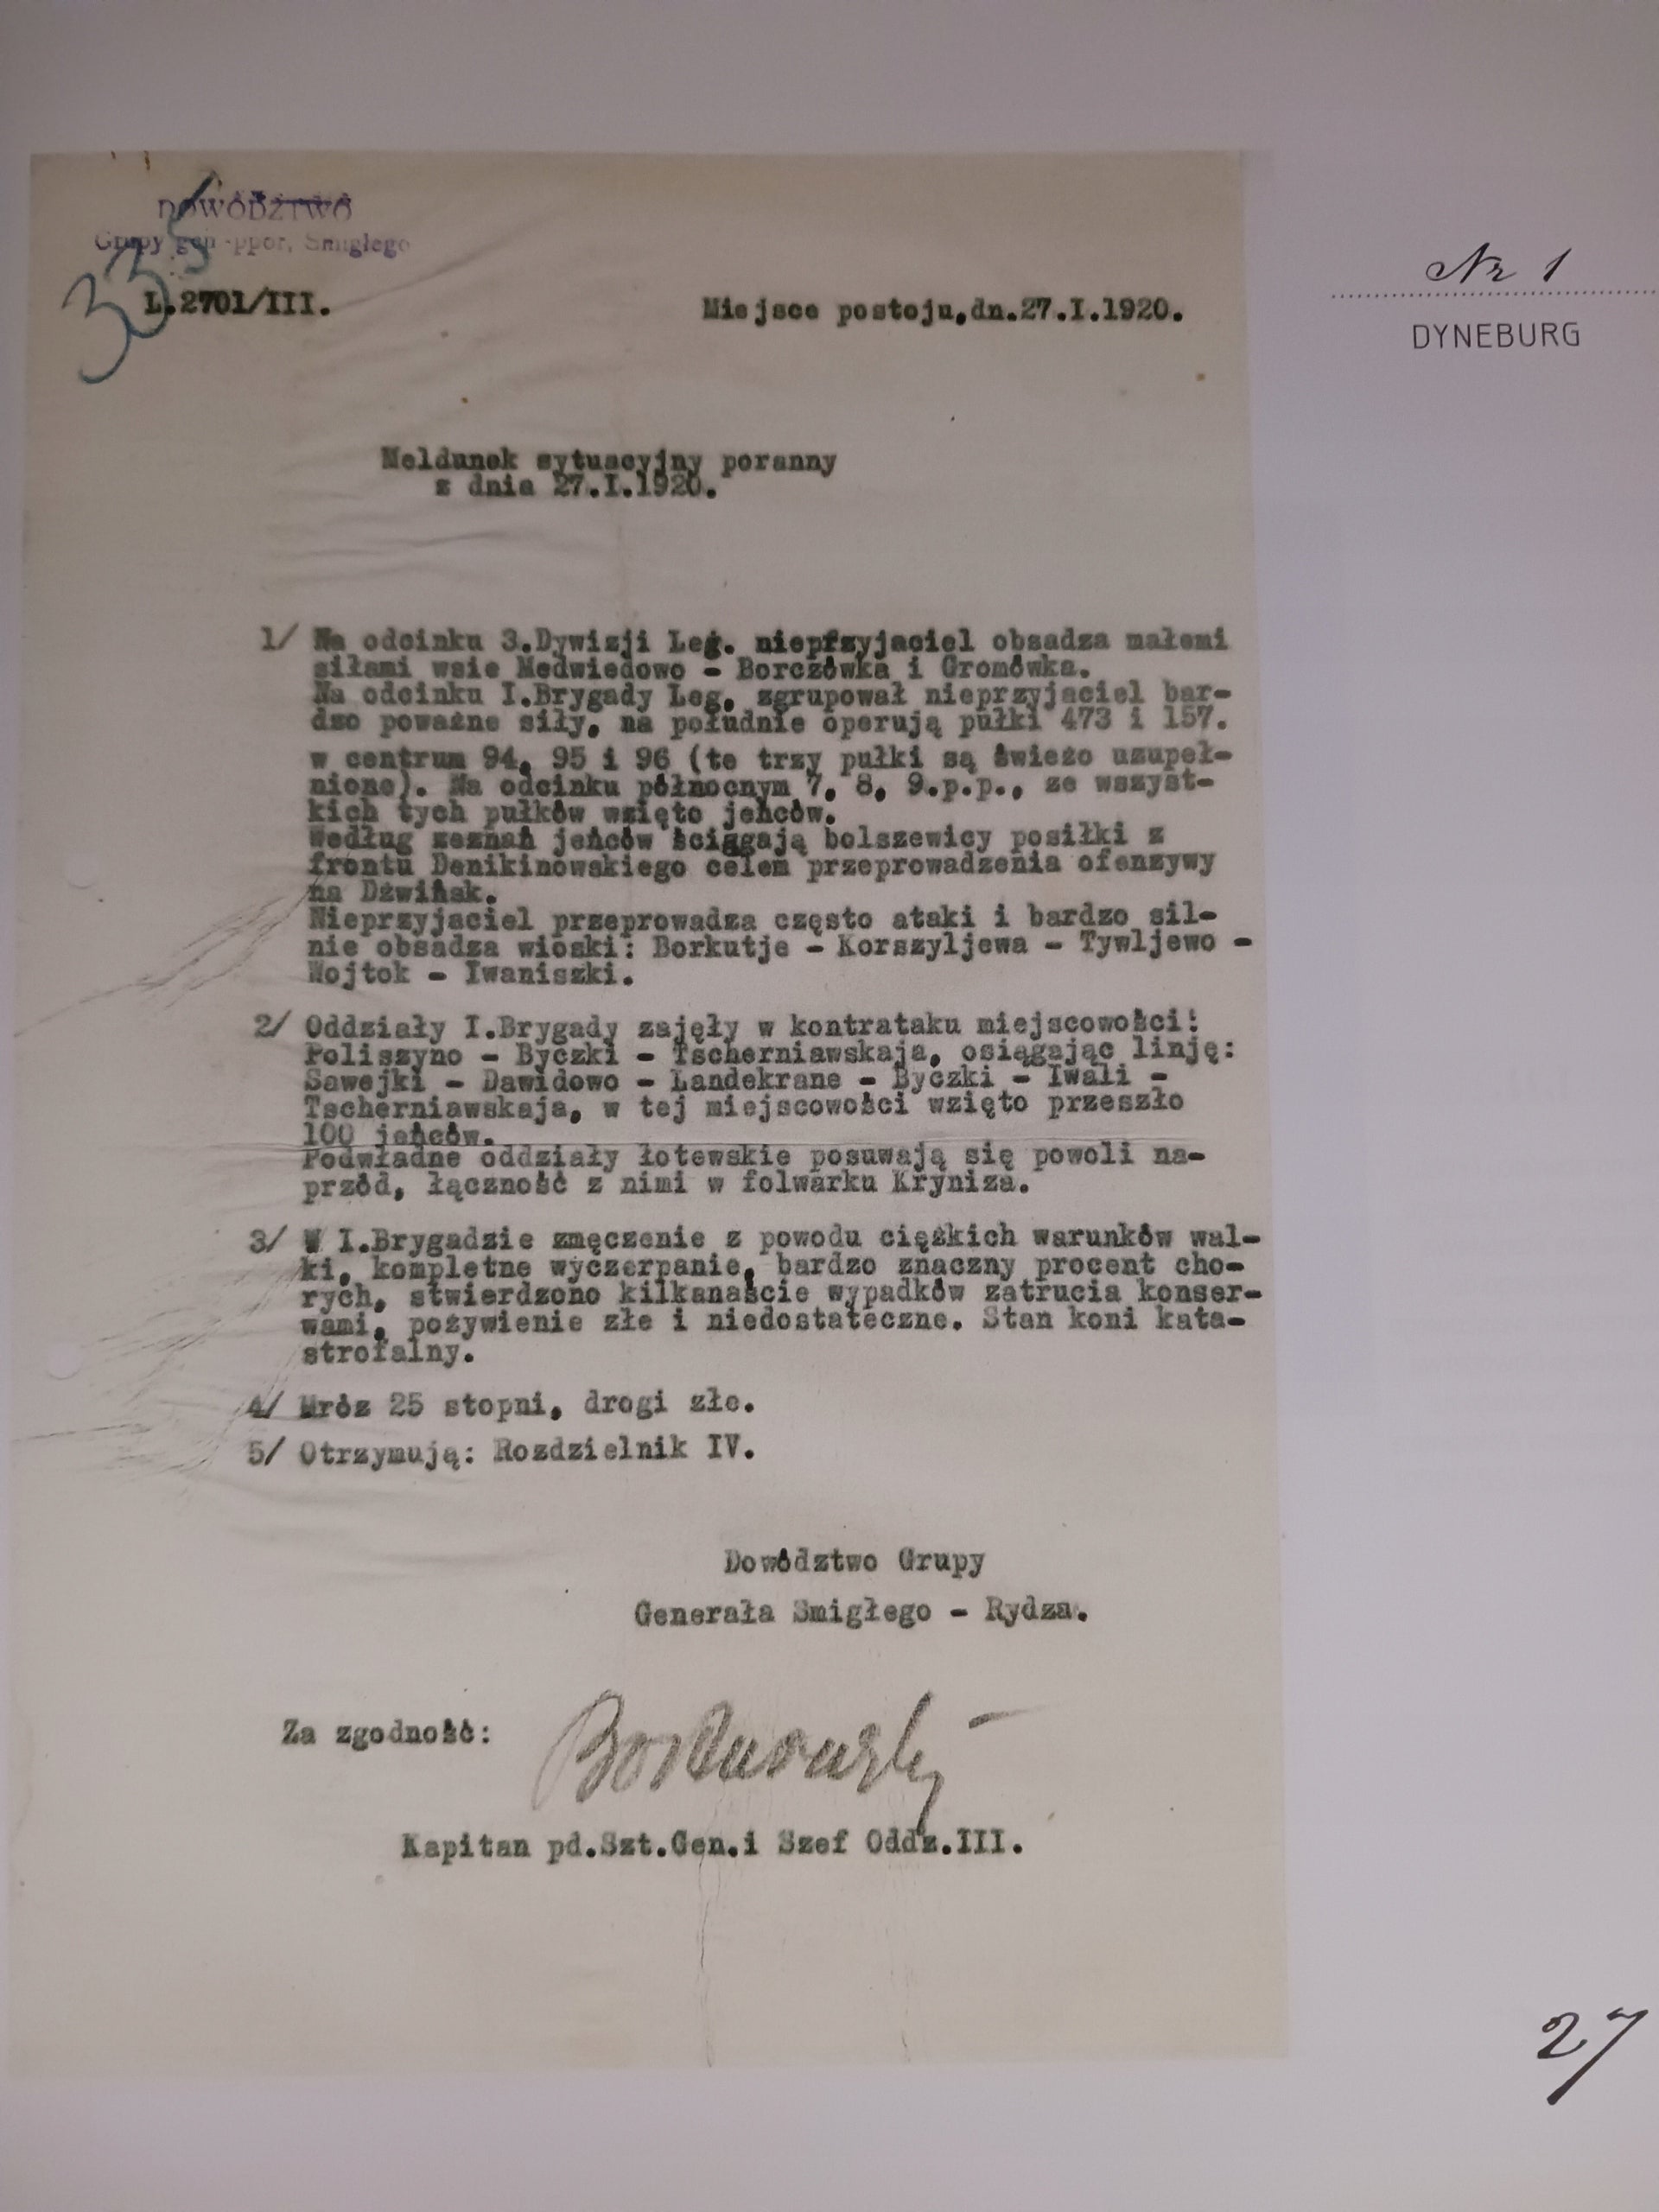 DOWÓDZTWO
Grupy gen-ppor. Smigłego
335
L.2701/III.
Miejsce postoju,dn.27.I.1920.
Nr 1
DYNEBURG
Meldunek sytuacyjny poranny
z dnia 27.I.1920.
1/ Na odcinku 3.Dywizji Leg. nieprzyjaciel obsadza małemi
siłami wsie Medwiedowo - Borczówka i Gromówka.
Na odcinku I.Brygady Leg. zgrupował nieprzyjaciel bar-
dzo poważne siły, na południe operują pułki 473 i 157.
w centrum 94, 95 i 96 (te trzy pułki są świeżo uzupeł-
nione). Na odcinku północnym 7, 8, 9.p.p., ze wszyst-
kich tych pułków wzięto jeńców.
Według zeznań jeńców ściągają bolszewicy posiłki z
frontu Denikinowskiego celem przeprowadzenia ofenzywy
na Dźwińsk.
Nieprzyjaciel przeprowadza często ataki i bardzo sil-
nie obsadza wioski: Borkutje - Korszyljewa - Tywljewo -
Wojtok - Iwaniszki.
2/ Oddziały I.Brygady zajęły w kontrataku miejscowości:
Poliszyno - Byczki - Tscherniawskaja, osiągając linję:
Sawejki - Dawidowo - Landekrane - Byczki - Iwali -
Tscherniawskaja, w tej miejscowości wzięto przeszło
100 jeńców.
Podwładne oddziały łotewskie posuwają się powoli na-
przód, łączność z nimi w folwarku Kryniza.
3/ W I.Brygadzie zmęczenie z powodu ciężkich warunków wal-
ki, kompletne wyczerpanie, bardzo znaczny procent cho-
rych, stwierdzono kilkanaście wypadków zatrucia konser-
wami, pożywienie złe i niedostateczne. Stan koni kata-
strofalny.
4/ Mróz 25 stopni, drogi złe.
5/ Otrzymują: Rozdzielnik IV.
Dowództwo Grupy
Generała Smigłego - Rydza.
Za zgodność:
Bortnowski
Kapitan pd.Szt.Gen.i Szef Oddz.III.
27